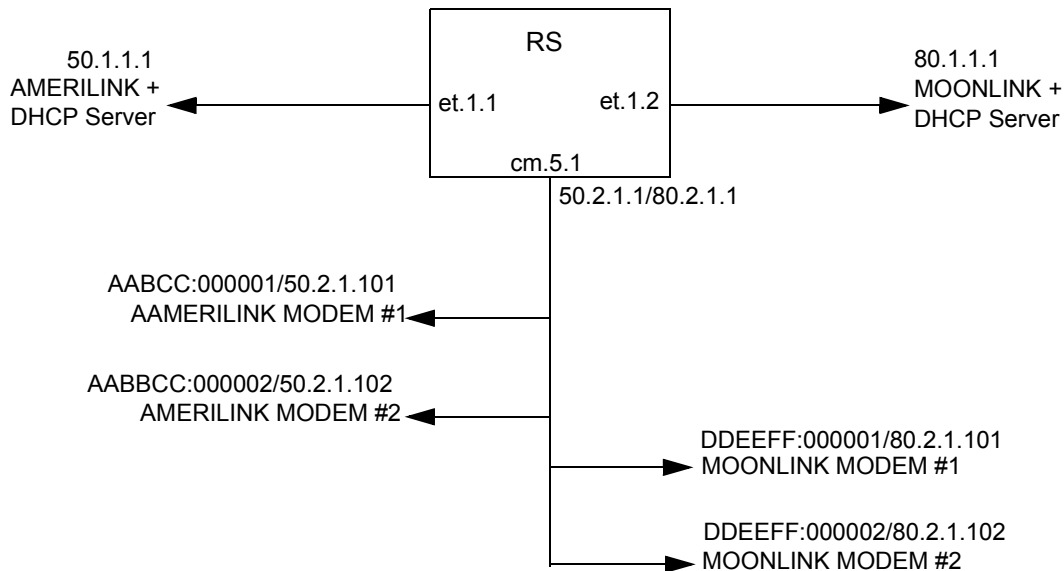 RS
50.1.1.1
AMERILINK +
DHCP Server
et.1.1
et.1.2
80.1.1.1
MOONLINK +
DHCP Server
cm.5.1
50.2.1.1/80.2.1.1
AABCC:000001/50.2.1.101
AAMERILINK MODEM #1
AABBCC:000002/50.2.1.102
AMERILINK MODEM #2
DDEEFF:000001/80.2.1.101
MOONLINK MODEM #1
DDEEFF:000002/80.2.1.102
MOONLINK MODEM #2